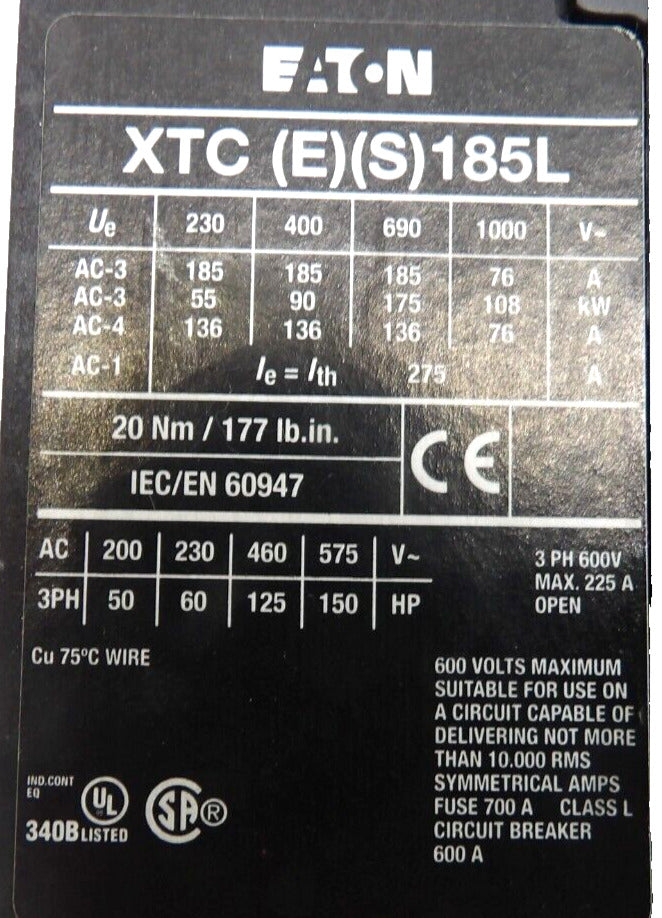 EATON
XTC (E)(S)185L
Ue 230 400 690 1000 V~
AC-3 185 185 185 76 A
AC-3 55 90 175 108 kW
AC-4 136 136 136 76 A
AC-1 Ie = Ith 275 A
20 Nm / 177 lb.in.
CE
IEC/EN 60947
AC 200 230 460 575 V~
3PH 50 60 125 150 HP
3 PH 600V
MAX. 225 A
OPEN
Cu 75°C WIRE
600 VOLTS MAXIMUM
SUITABLE FOR USE ON
A CIRCUIT CAPABLE OF
DELIVERING NOT MORE
THAN 10.000 RMS
SYMMETRICAL AMPS
FUSE 700 A CLASS L
CIRCUIT BREAKER
600 A
IND.CONT
EQ
UL
340B LISTED
SA®